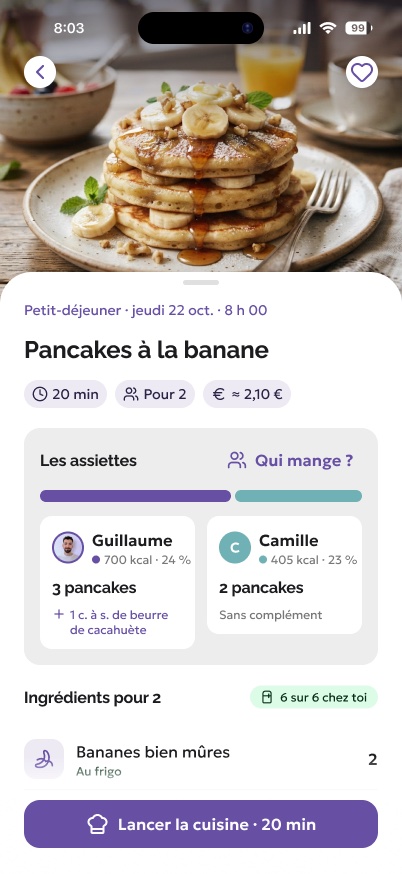 8:03
99
Petit-déjeuner · jeudi 22 oct. · 8 h 00
Pancakes à la banane
20 min
Pour 2
€ ≈ 2,10 €
Les assiettes
Qui mange ?
Guillaume
700 kcal · 24 %
3 pancakes
+ 1 c. à s. de beurre
de cacahuète
C
Camille
405 kcal · 23 %
2 pancakes
Sans complément
Ingrédients pour 2
6 sur 6 chez toi
Bananes bien mûres
Au frigo
2
Lancer la cuisine · 20 min